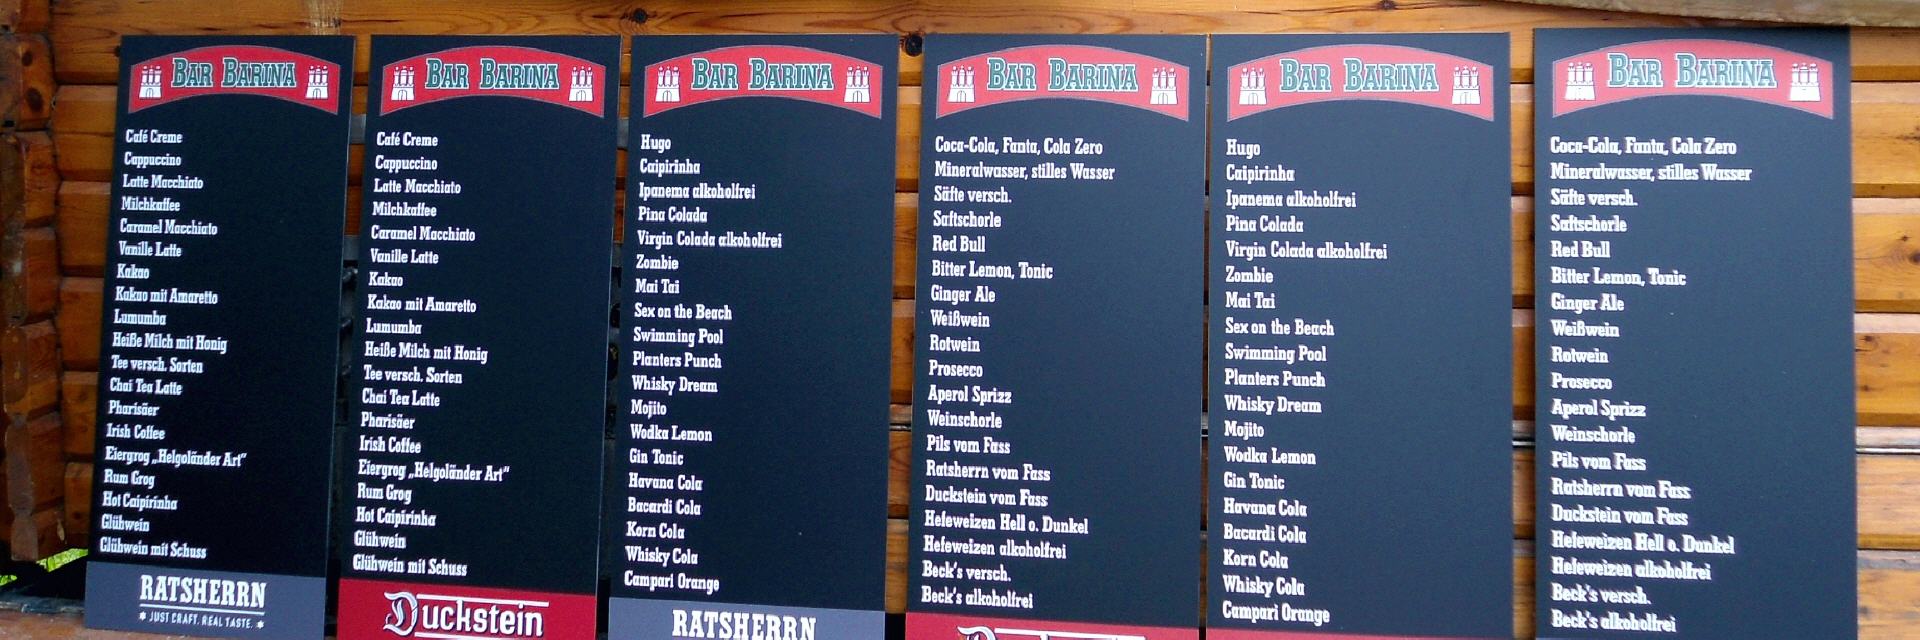 BAR BARINA
Café Creme
Cappuccino
Latte Macchiato
Milchkaffee
Caramel Macchiato
Vanille Latte
Kakao
Kakao mit Amaretto
Lumumba
Heiße Milch mit Honig
Tee versch. Sorten
Chai Tea Latte
Pharisäer
Irish Coffee
Eiergrog „Helgoländer Art“
Rum Grog
Hot Caipirinha
Glühwein
Glühwein mit Schuss
RATSHERRN
* JUST CRAFT. REAL TASTE. *
BAR BARINA
Café Creme
Cappuccino
Latte Macchiato
Milchkaffee
Caramel Macchiato
Vanille Latte
Kakao
Kakao mit Amaretto
Lumumba
Heiße Milch mit Honig
Tee versch. Sorten
Chai Tea Latte
Pharisäer
Irish Coffee
Eiergrog „Helgoländer Art“
Rum Grog
Hot Caipirinha
Glühwein
Glühwein mit Schuss
Duckstein
BAR BARINA
Hugo
Caipirinha
Ipanema alkoholfrei
Pina Colada
Virgin Colada alkoholfrei
Zombie
Mai Tai
Sex on the Beach
Swimming Pool
Planters Punch
Whisky Dream
Mojito
Wodka Lemon
Gin Tonic
Havana Cola
Bacardi Cola
Korn Cola
Whisky Cola
Campari Orange
RATSHERRN
BAR BARINA
Coca-Cola, Fanta, Cola Zero
Mineralwasser, stilles Wasser
Säfte versch.
Saftschorle
Red Bull
Bitter Lemon, Tonic
Ginger Ale
Weißwein
Rotwein
Prosecco
Aperol Sprizz
Weinschorle
Pils vom Fass
Ratsherrn vom Fass
Duckstein vom Fass
Hefeweizen Hell o. Dunkel
Hefeweizen alkoholfrei
Beck's versch.
Beck's alkoholfrei
BAR BARINA
Hugo
Caipirinha
Ipanema alkoholfrei
Pina Colada
Virgin Colada alkoholfrei
Zombie
Mai Tai
Sex on the Beach
Swimming Pool
Planters Punch
Whisky Dream
Mojito
Wodka Lemon
Gin Tonic
Havana Cola
Bacardi Cola
Korn Cola
Whisky Cola
Campari Orange
BAR BARINA
Coca-Cola, Fanta, Cola Zero
Mineralwasser, stilles Wasser
Säfte versch.
Saftschorle
Red Bull
Bitter Lemon, Tonic
Ginger Ale
Weißwein
Rotwein
Prosecco
Aperol Sprizz
Weinschorle
Pils vom Fass
Ratsherrn vom Fass
Duckstein vom Fass
Hefeweizen Hell o. Dunkel
Hefeweizen alkoholfrei
Beck's versch.
Beck's alkoholfrei